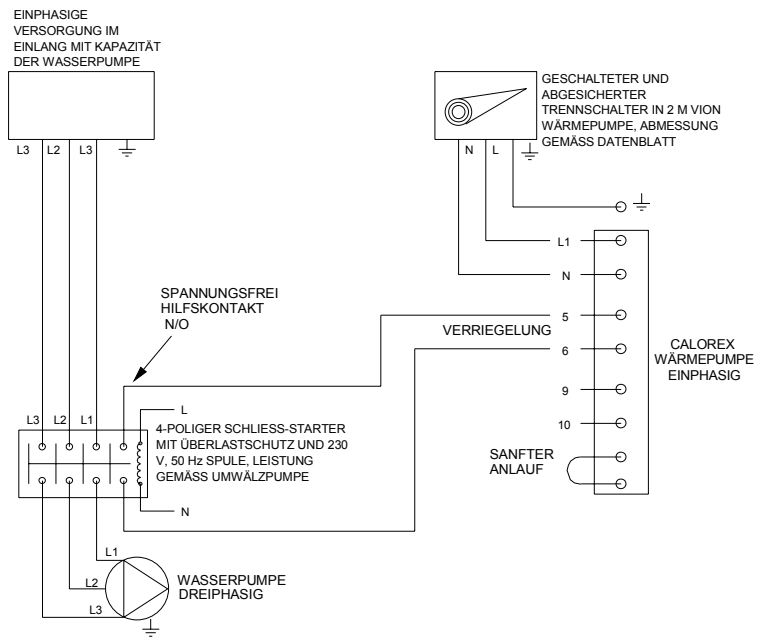 EINPHASIGE
VERSORGUNG IM
EINLANG MIT KAPAZITÄT
DER WASSERPUMPE
L3 L2 L3
GESCHALTETER UND
ABGESICHERTER
TRENNSCHALTER IN 2 M VION
WÄRMEPUMPE, ABMESSUNG
GEMÄSS DATENBLATT
N L
L1
N
5
6
9
10
VERRIEGELUNG
SANFTER
ANLAUF
CALOREX
WÄRMEPUMPE
EINPHASIG
SPANNUNGSFREI
HILFSKONTAKT
N/O
L3 L2 L1
L
4-POLIGER SCHLIESS-STARTER
MIT ÜBERLASTSCHUTZ UND 230
V, 50 Hz SPULE, LEISTUNG
GEMÄSS UMWÄLZPUMPE
N
L1
L2
L3
WASSERPUMPE
DREIPHASIG